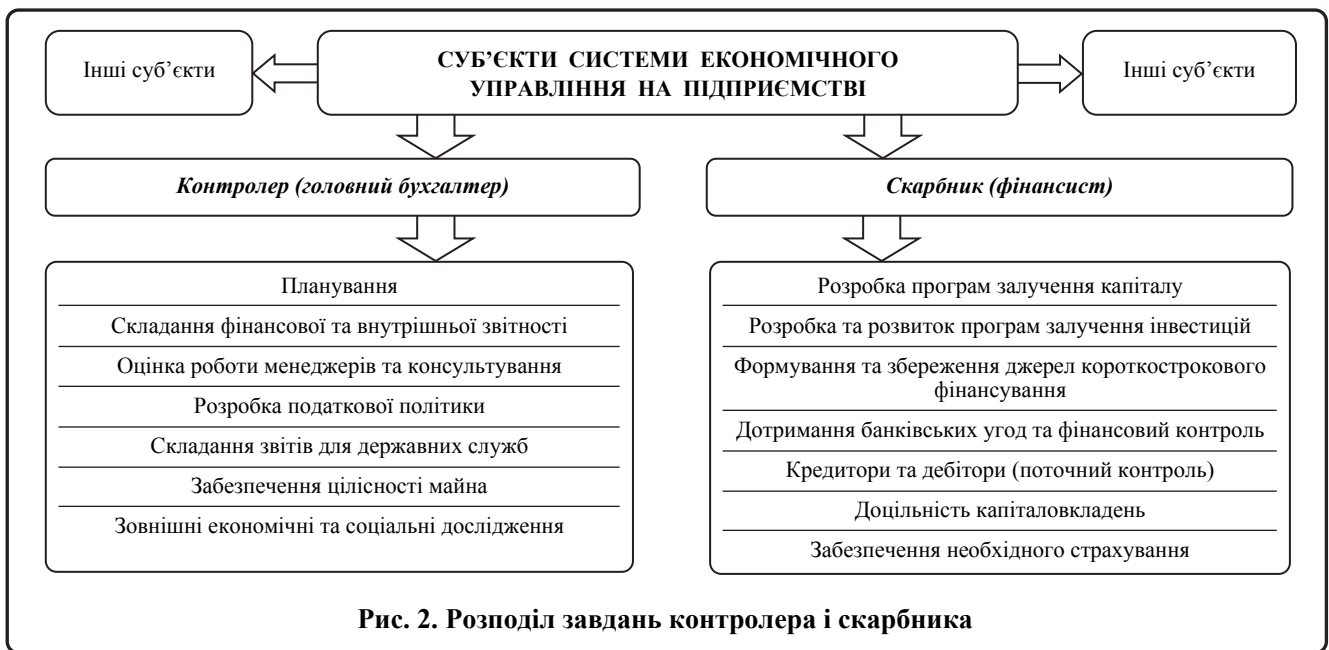 Інші суб’єкти
СУБ’ЄКТИ СИСТЕМИ ЕКОНОМІЧНОГО
УПРАВЛІННЯ НА ПІДПРИЄМСТВІ
Інші суб’єкти
Контролер (головний бухгалтер)
Скарбник (фінансист)
Планування
Складання фінансової та внутрішньої звітності
Оцінка роботи менеджерів та консультування
Розробка податкової політики
Складання звітів для державних служб
Забезпечення цілісності майна
Зовнішні економічні та соціальні дослідження
Розробка програм залучення капіталу
Розробка та розвиток програм залучення інвестицій
Формування та збереження джерел короткострокового
фінансування
Дотримання банківських угод та фінансовий контроль
Кредитори та дебітори (поточний контроль)
Доцільність капіталовкладень
Забезпечення необхідного страхування
Рис. 2. Розподіл завдань контролера і скарбника